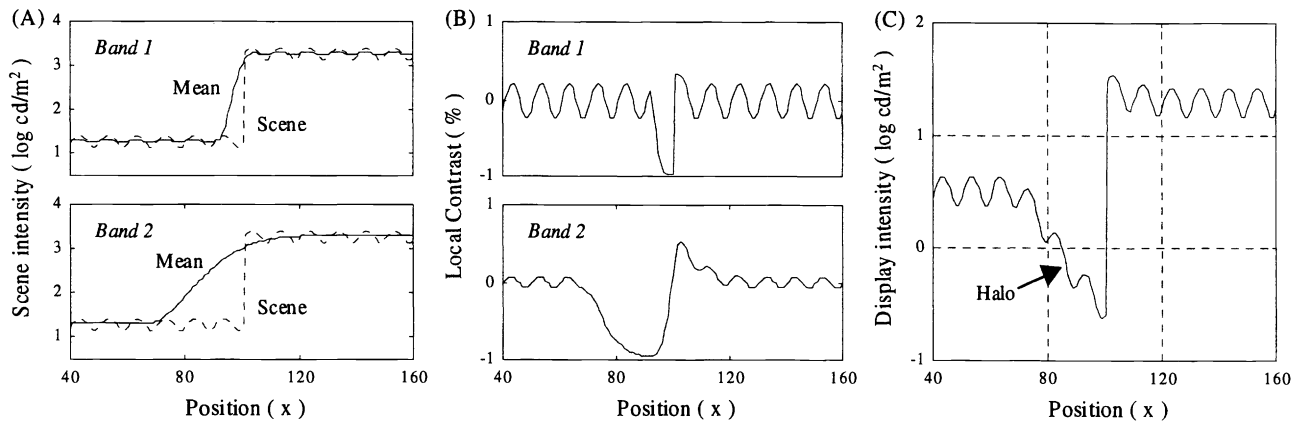 (A)
Scene intensity ( log cd/m²)
4
3
2
1
Band 1
Mean
Scene
4
3
2
1
Band 2
Mean
Scene
40 80 120 160
Position ( x )
(B)
Local Contrast ( % )
1
0
-1
Band 1
1
0
-1
Band 2
40 80 120 160
Position ( x )
(C)
Display intensity ( log cd/m²)
2
1
0
-1
Halo
40 80 120 160
Position ( x )